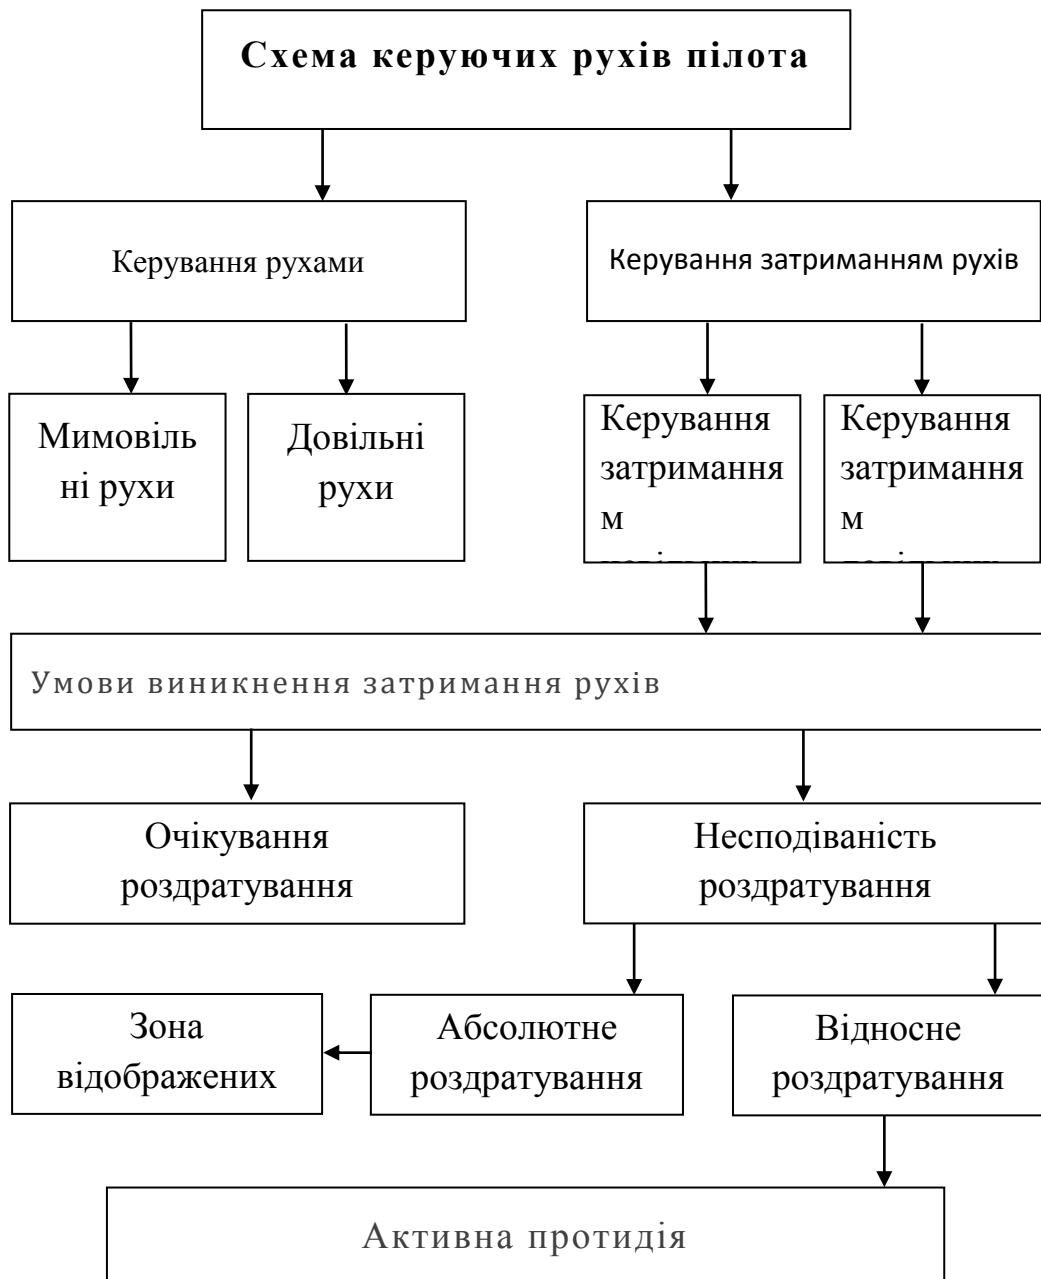 Схема керуючих рухів пілота
Керування рухами
Керування затриманням рухів
Мимовіль
ні рухи
Довільні
рухи
Керування
затримання
м
Керування
затримання
м
Умови виникнення затримання рухів
Очікування
роздратування
Несподіваність
роздратування
Зона
відображених
Абсолютне
роздратування
Відносне
роздратування
Активна протидія